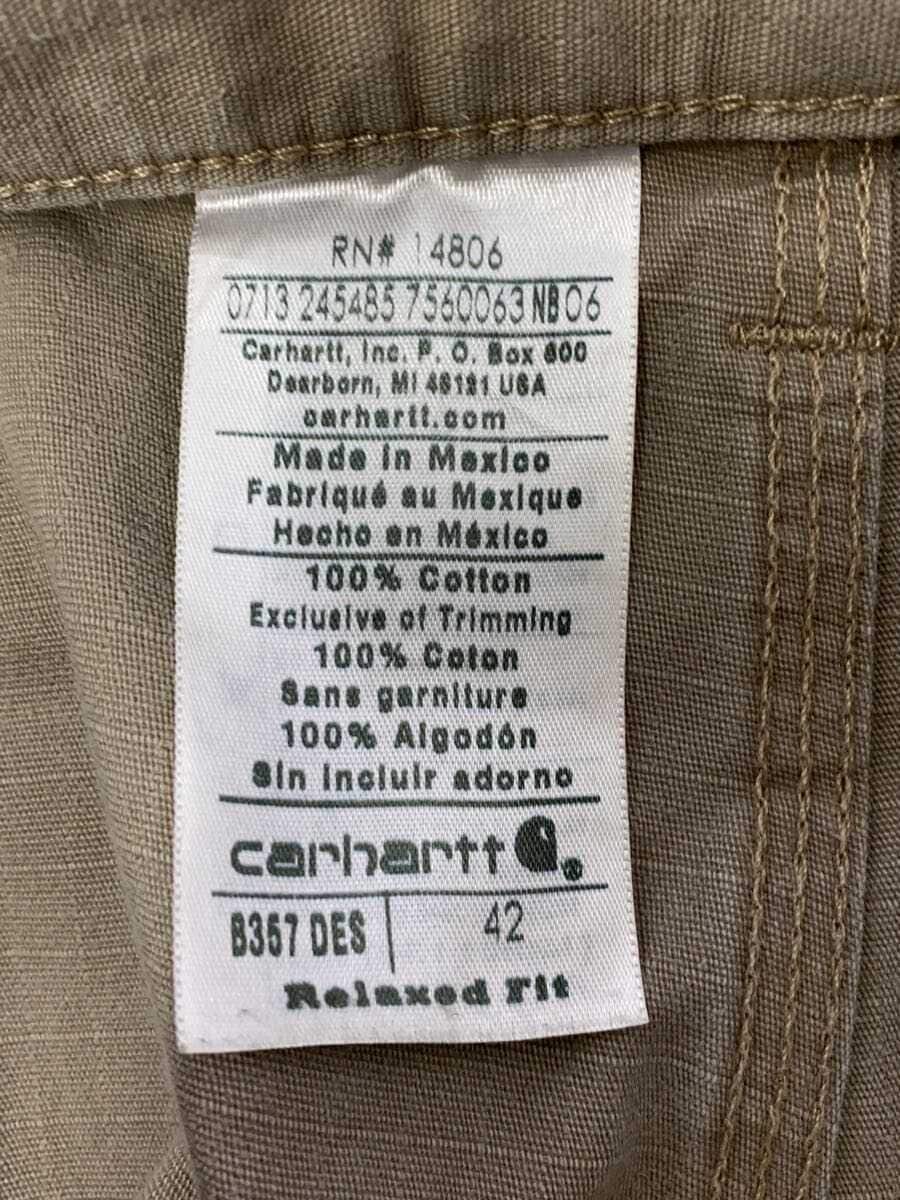 RN# 14806
0713 245485 7560063 NB 06
Carhartt, Inc. P. O. Box 600
Dearborn, MI 48121 USA
carhartt.com
Made in Mexico
Fabriqué au Mexique
Hecho en México
100% Cotton
Exclusive of Trimming
100% Coton
Sans garniture
100% Algodón
Sin incluir adorno
carhartt
B357 DES 42
Relaxed Fit